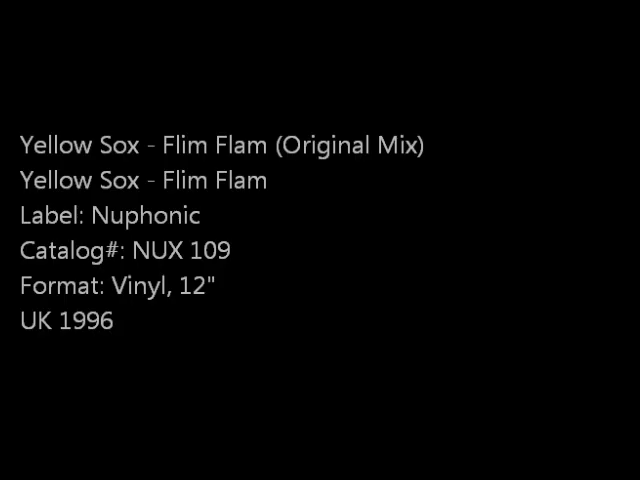 Yellow Sox - Flim Flam (Original Mix)
Yellow Sox - Flim Flam
Label: Nuphonic
Catalog#: NUX 109
Format: Vinyl, 12"
UK 1996